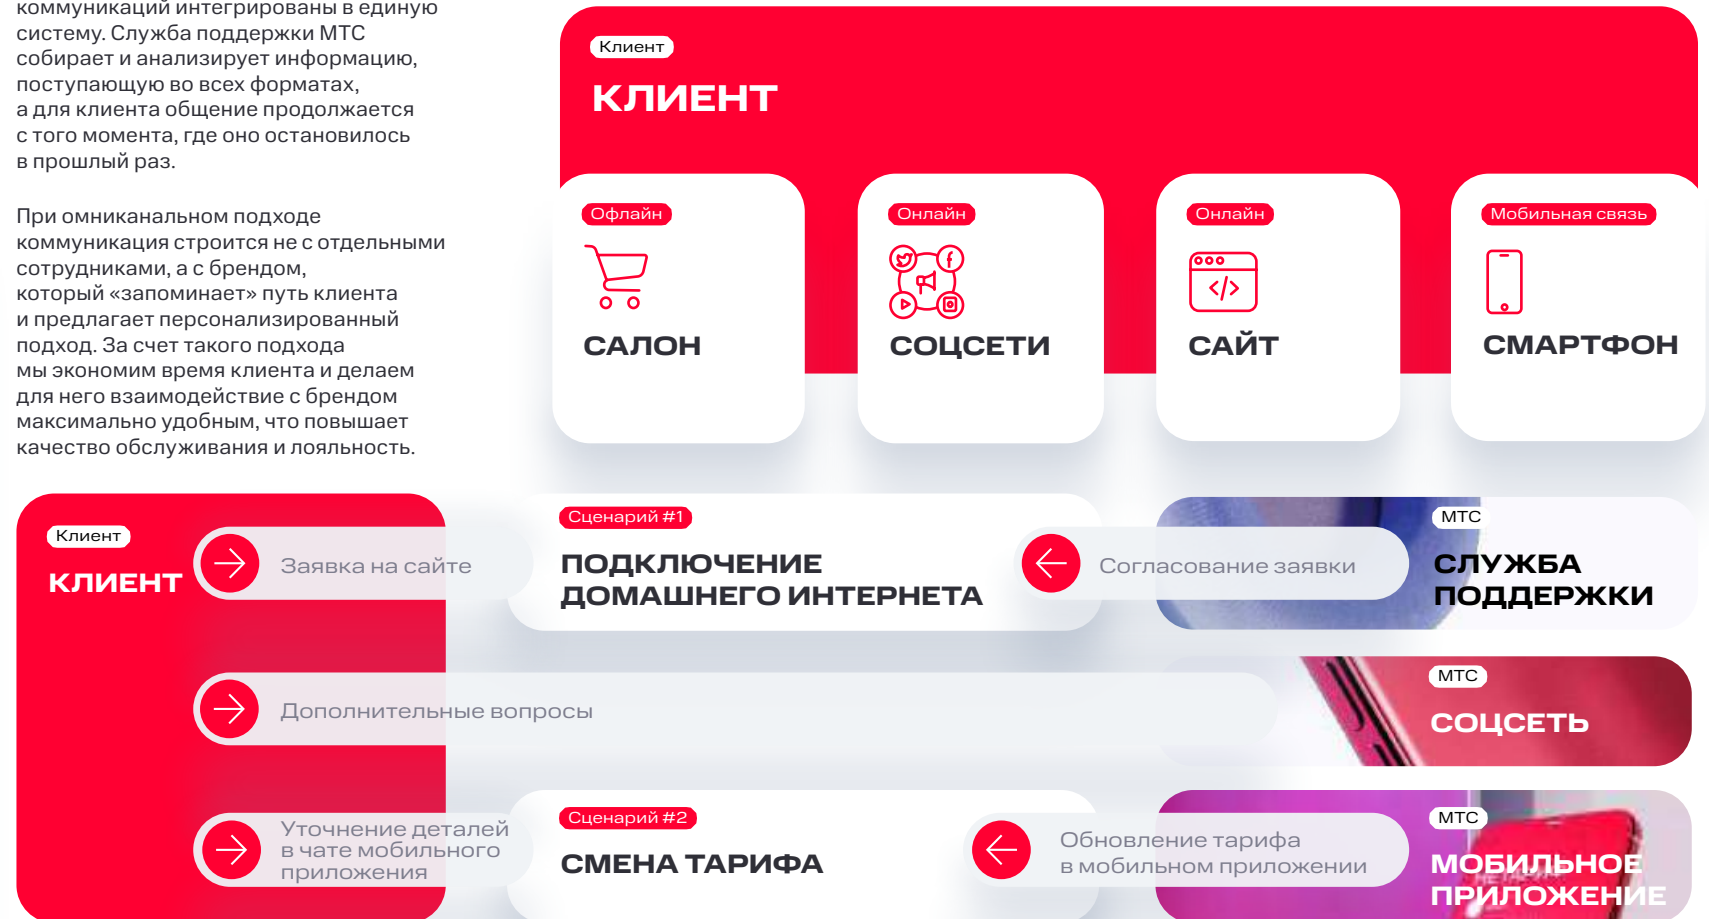 коммуникаций интегрированы в единую
систему. Служба поддержки МТС
собирает и анализирует информацию,
поступающую во всех форматах,
а для клиента общение продолжается
с того момента, где оно остановилось
в прошлый раз.
При омниканальном подходе
коммуникация строится не с отдельными
сотрудниками, а с брендом,
который «запоминает» путь клиента
и предлагает персонализированный
подход. За счет такого подхода
мы экономим время клиента и делаем
для него взаимодействие с брендом
максимально удобным, что повышает
качество обслуживания и лояльность.
Клиент
КЛИЕНТ
Офлайн
САЛОН
Онлайн
СОЦСЕТИ
Онлайн
САЙТ
Мобильная связь
СМАРТФОН
Клиент
КЛИЕНТ
Заявка на сайте
Сценарий #1
ПОДКЛЮЧЕНИЕ
ДОМАШНЕГО ИНТЕРНЕТА
Согласование заявки
МТС
СЛУЖБА
ПОДДЕРЖКИ
Дополнительные вопросы
МТС
СОЦСЕТЬ
Уточнение деталей
в чате мобильного
приложения
Сценарий #2
СМЕНА ТАРИФА
Обновление тарифа
в мобильном приложении
МТС
МОБИЛЬНОЕ
ПРИЛОЖЕНИЕ